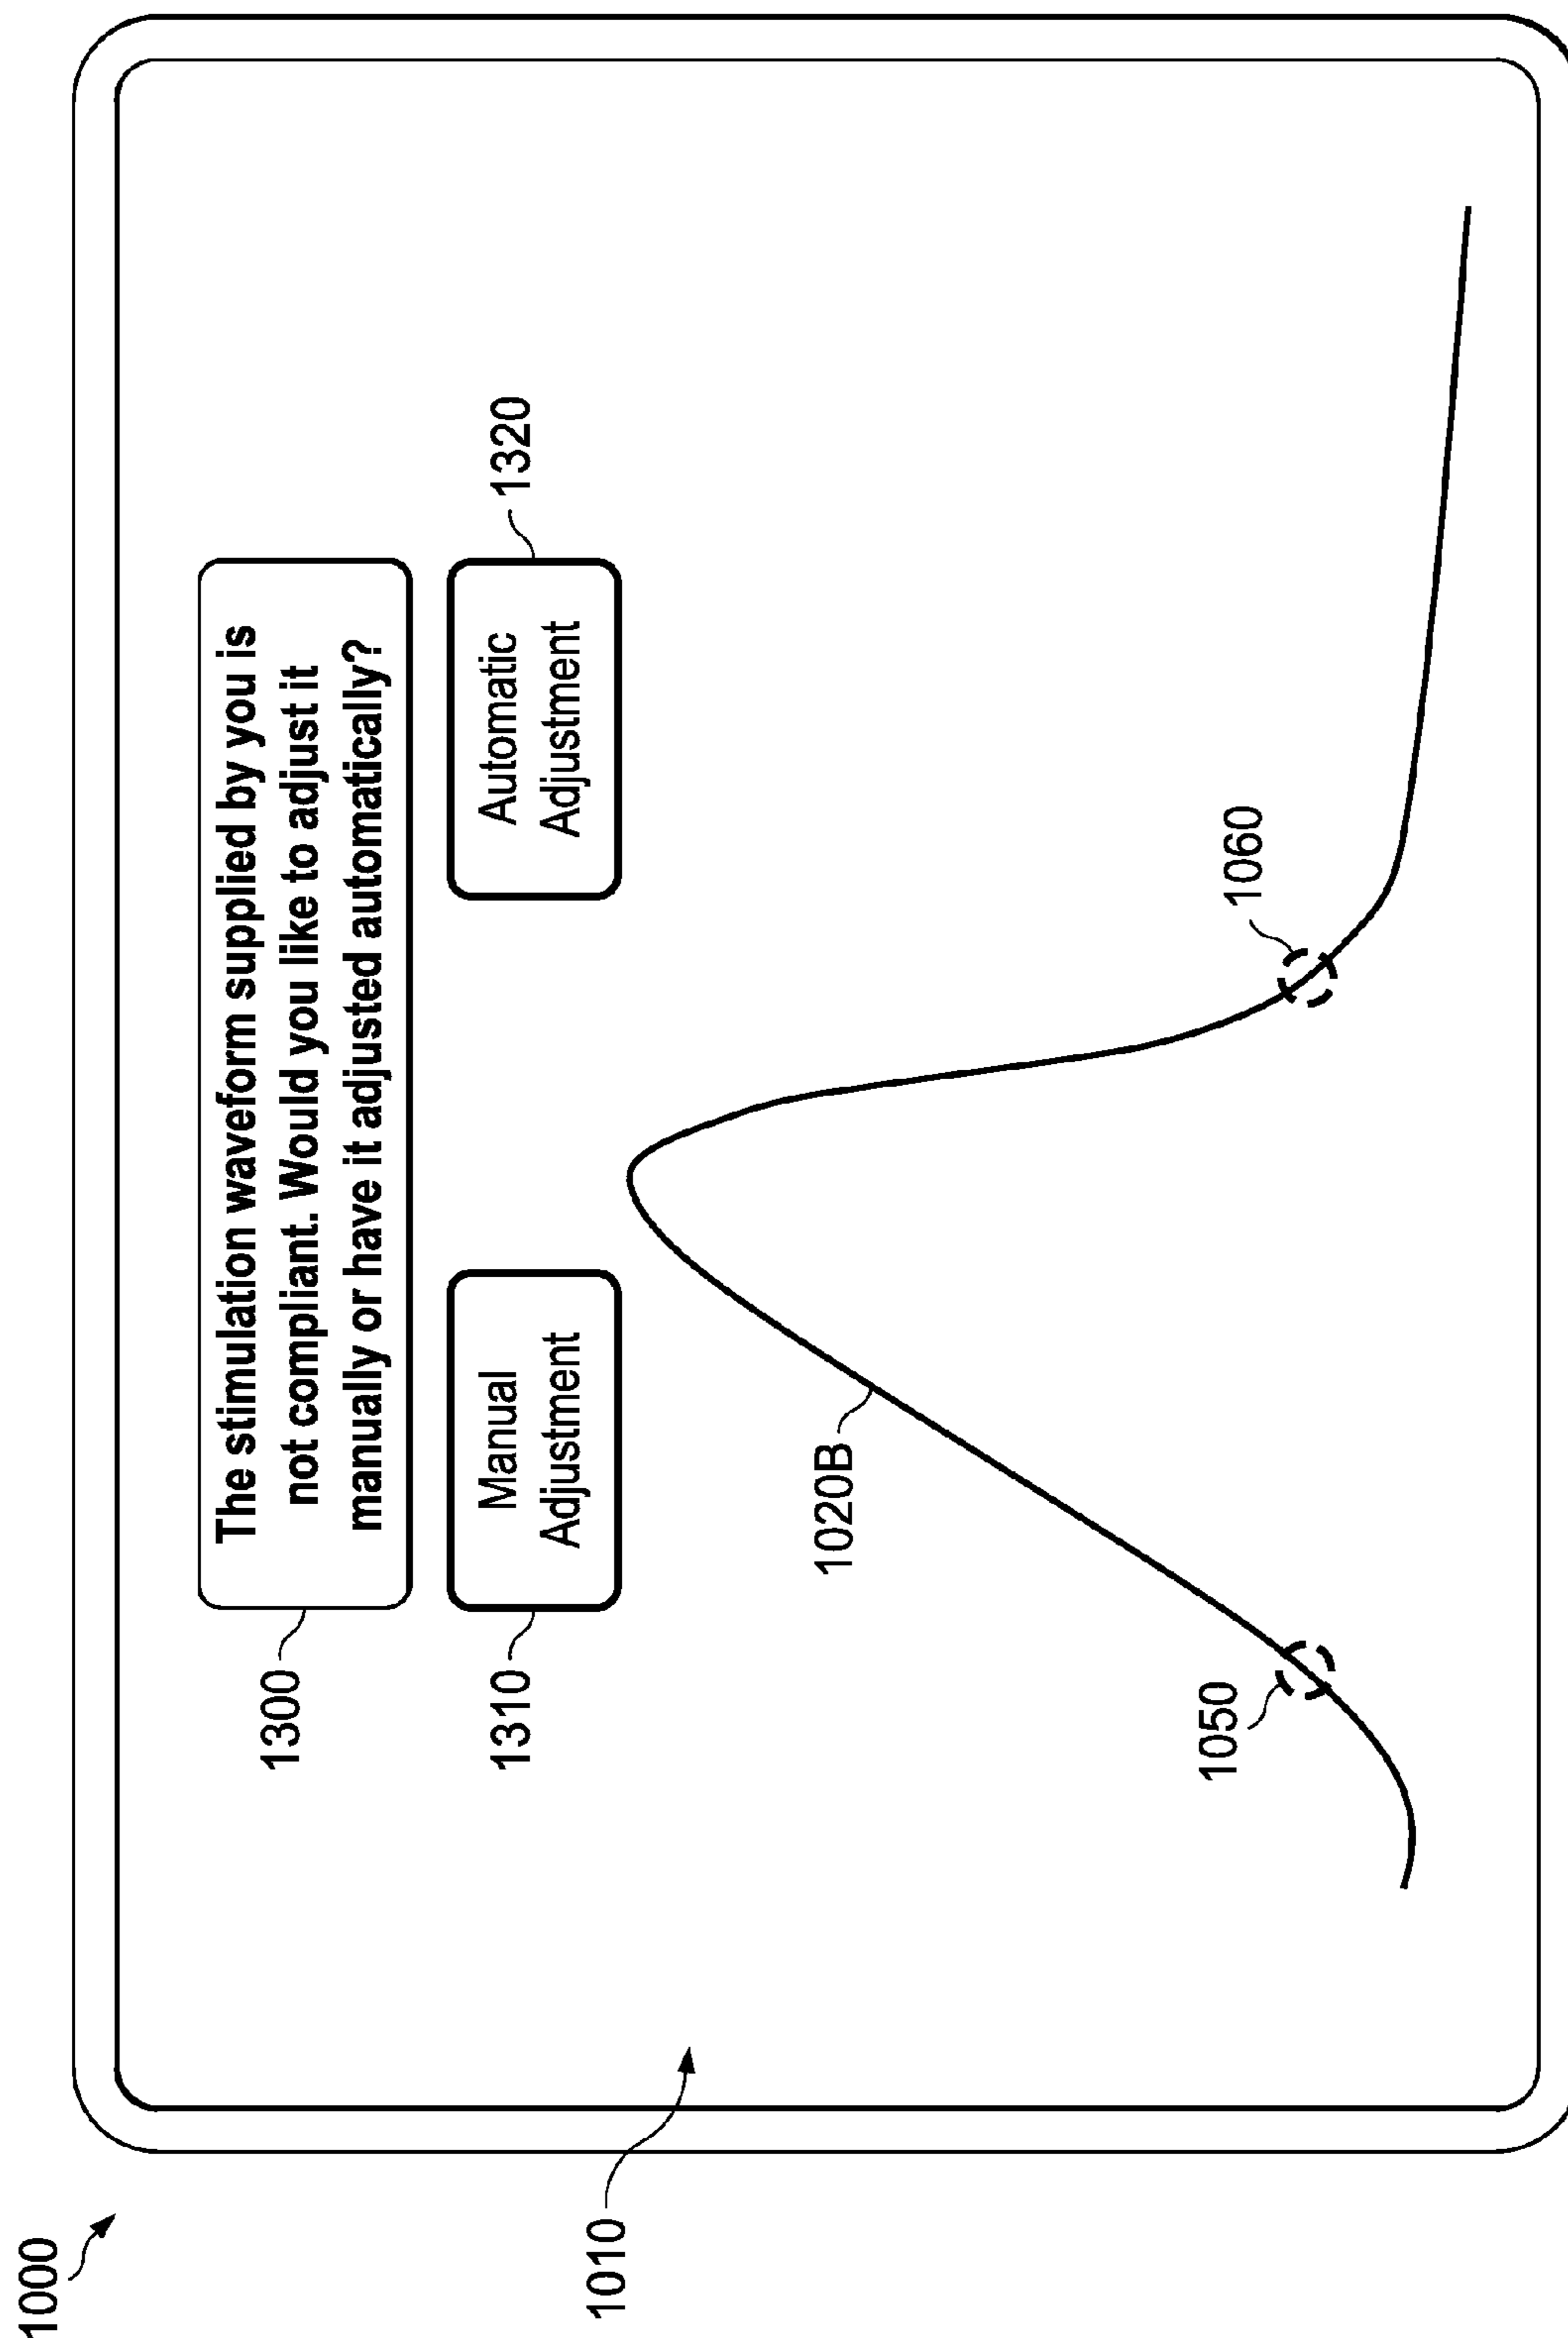 1000
1010
1300
The stimulation waveform supplied by you is
not compliant. Would you like to adjust it
manually or have it adjusted automatically?
1310
Manual
Adjustment
Automatic
Adjustment
1320
1020B
1050
1060